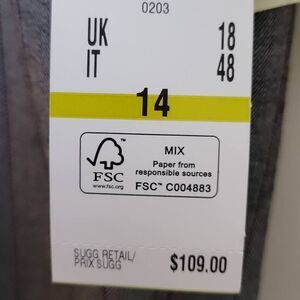 0203
UK 18
IT 48
14
FSC
www.fsc.org
MIX
Paper from
responsible sources
FSC™ C004883
SUGG RETAIL/
PRIX SUGG $109.00